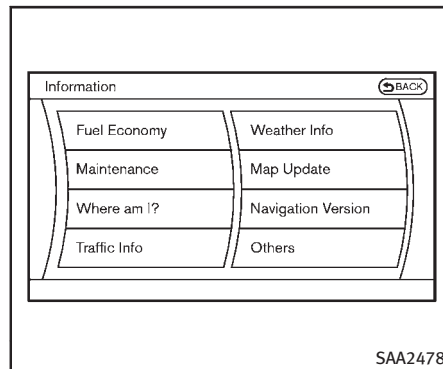 Information
BACK
Fuel Economy
Weather Info
Maintenance
Map Update
Where am I?
Navigation Version
Traffic Info
Others
SAA2478